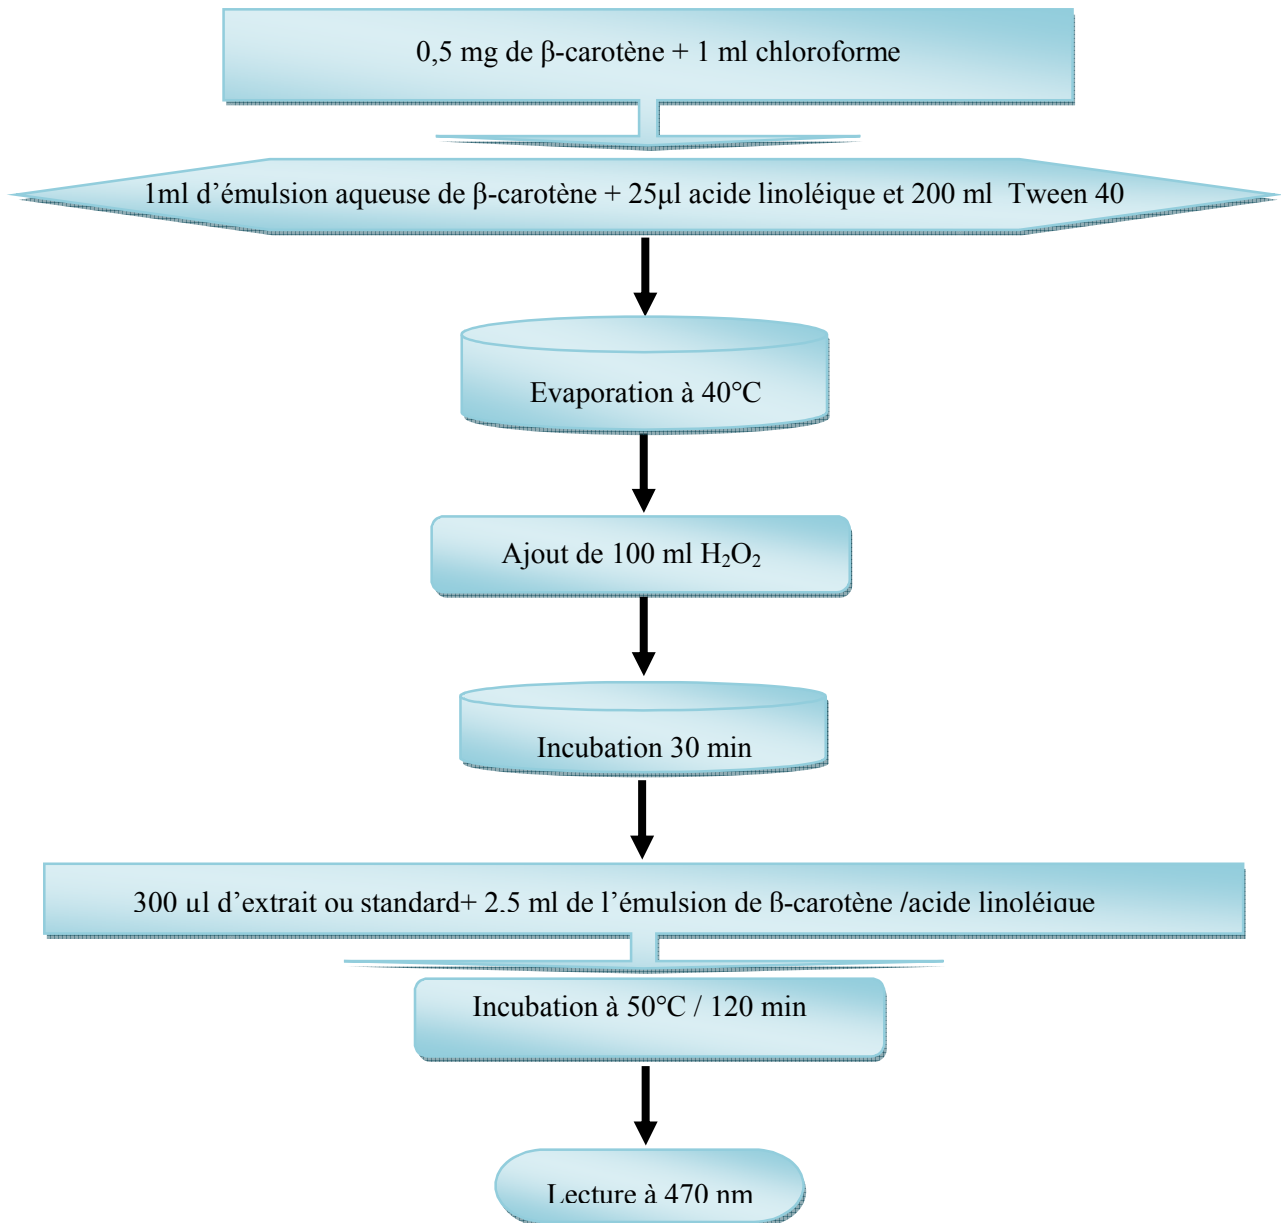 0,5 mg de β-carotène + 1 ml chloroforme
1ml d’émulsion aqueuse de β-carotène + 25µl acide linoléique et 200 ml Tween 40
Evaporation à 40°C
Ajout de 100 ml H₂O₂
Incubation 30 min
300 µl d’extrait ou standard+ 2.5 ml de l’émulsion de β-carotène /acide linoléique
Incubation à 50°C / 120 min
Lecture à 470 nm